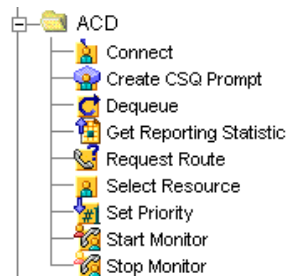 ACD
Connect
Create CSQ Prompt
Dequeue
Get Reporting Statistic
Request Route
Select Resource
#1 Set Priority
Start Monitor
Stop Monitor